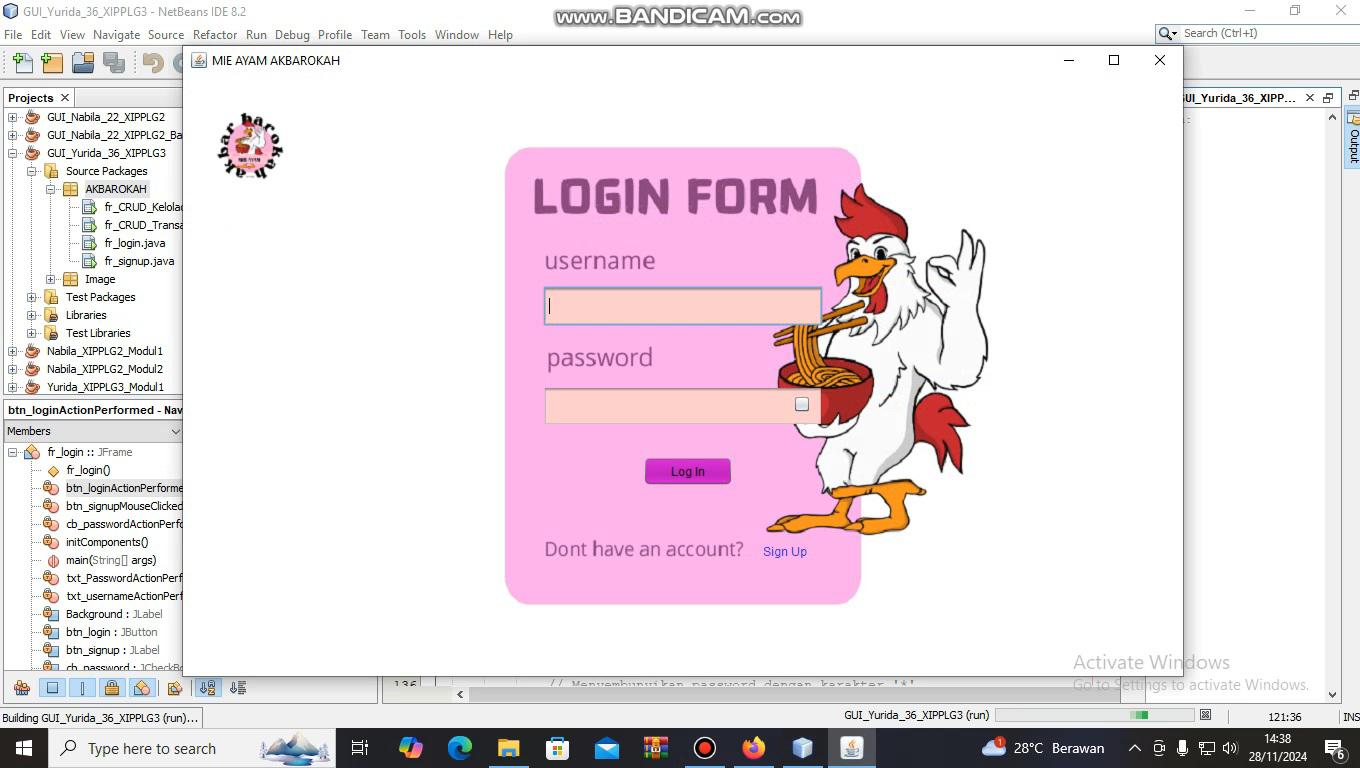 GUI_Yurida_36_XIPPLG3 - NetBeans IDE 8.2
www.BANDICAM.com
File Edit View Navigate Source Refactor Run Debug Profile Team Tools Window Help
Search (Ctrl+I)
MIE AYAM AKBAROKAH
Projects
GUI_Yurida_36_XIPP...
Output
GUI_Nabila_22_XIPPLG2
GUI_Nabila_22_XIPPLG2_Ba
GUI_Yurida_36_XIPPLG3
Source Packages
AKBAROKAH
fr_CRUD_Kelolac
fr_CRUD_Transa
fr_login.java
fr_signup.java
Image
Test Packages
Libraries
Test Libraries
Nabila_XIPPLG2_Modul1
Nabila_XIPPLG2_Modul2
Yurida_XIPPLG3_Modul1
akbar barokah
MIE AYAM
LOGIN FORM
username
password
Log In
Dont have an account? Sign Up
btn_loginActionPerformed - Nav
Members
fr_login :: JFrame
fr_login()
btn_loginActionPerforme
btn_signupMouseClicked
cb_passwordActionPerfo
initComponents()
main(String[] args)
txt_PasswordActionPerf
txt_usernameActionPerf
Background : JLabel
btn_login : JButton
btn_signup : JLabel
cb_password : JCheckBo
136
// Menyembunyikan password dengan karakter '*'
Activate Windows
Go to Settings to activate Windows.
Building GUI_Yurida_36_XIPPLG3 (run)...
GUI_Yurida_36_XIPPLG3 (run)
121:36
INS
Type here to search
28°C Berawan
14:38
28/11/2024
6